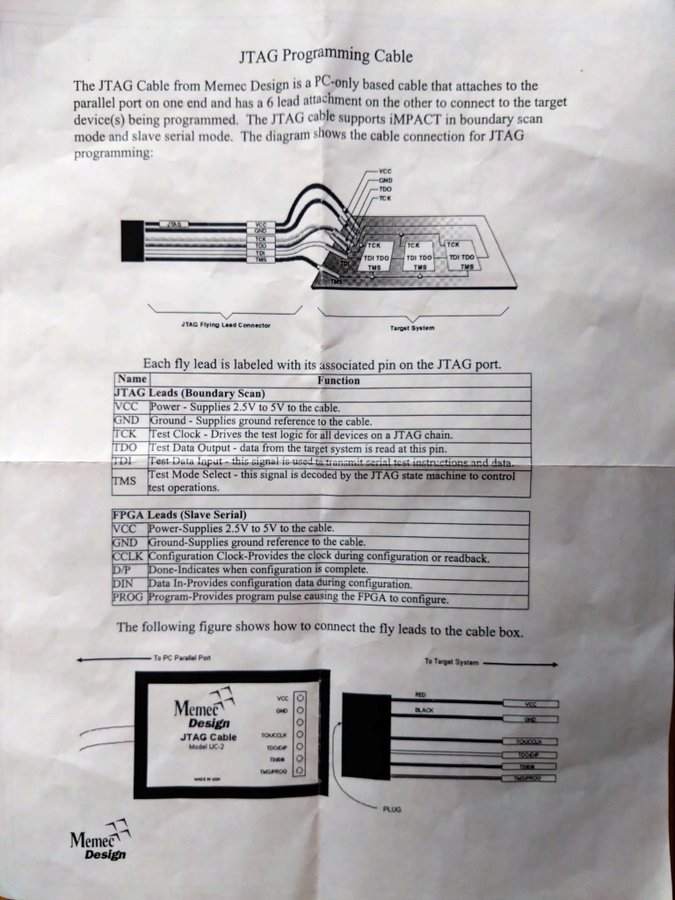 JTAG Programming Cable
The JTAG Cable from Memec Design is a PC-only based cable that attaches to the
parallel port on one end and has a 6 lead attachment on the other to connect to the target
device(s) being programmed. The JTAG cable supports iMPACT in boundary scan
mode and slave serial mode. The diagram shows the cable connection for JTAG
programming:
VCC
GND
TDO
TCK
JTAG
VCC
GND
TCK
TDO
TDI
TMS
TDI
TMS
TCK
TDI TDO
TMS
TCK
TDI TDO
TMS
TCK
TDI TDO
TMS
JTAG Flying Lead Connector
Target System
Each fly lead is labeled with its associated pin on the JTAG port.
Name Function
JTAG Leads (Boundary Scan)
VCC Power - Supplies 2.5V to 5V to the cable.
GND Ground - Supplies ground reference to the cable.
TCK Test Clock - Drives the test logic for all devices on a JTAG chain.
TDO Test Data Output - data from the target system is read at this pin.
TDI Test Data Input - this signal is used to transmit serial test instructions and data.
TMS Test Mode Select - this signal is decoded by the JTAG state machine to control
test operations.
FPGA Leads (Slave Serial)
VCC Power-Supplies 2.5V to 5V to the cable.
GND Ground-Supplies ground reference to the cable.
CCLK Configuration Clock-Provides the clock during configuration or readback.
D/P Done-Indicates when configuration is complete.
DIN Data In-Provides configuration data during configuration.
PROG Program-Provides program pulse causing the FPGA to configure.
The following figure shows how to connect the fly leads to the cable box.
To PC Parallel Port
To Target System
Memec
Design
JTAG Cable
Model UC-2
MADE IN USA
VCC
GND
TCK/CCLK
TDO/D/P
TDI/DIN
TMS/PROG
RED
BLACK
VCC
GND
TCK/CCLK
TDO/D/P
TDI/DIN
TMS/PROG
PLUG
Memec
Design